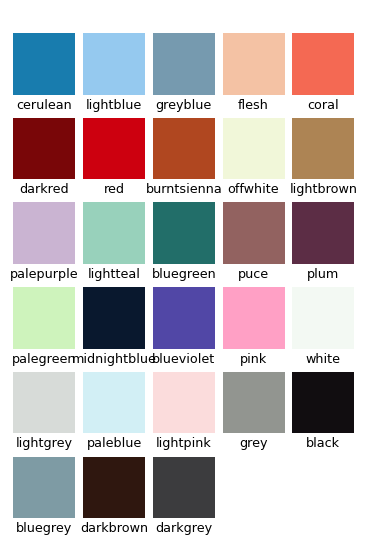 cerulean lightblue greyblue flesh coral
darkred red burntsienna offwhite lightbrown
palepurple lightteal bluegreen puce plum
palegreen midnightblue blueviolet pink white
lightgrey paleblue lightpink grey black
bluegrey darkbrown darkgrey